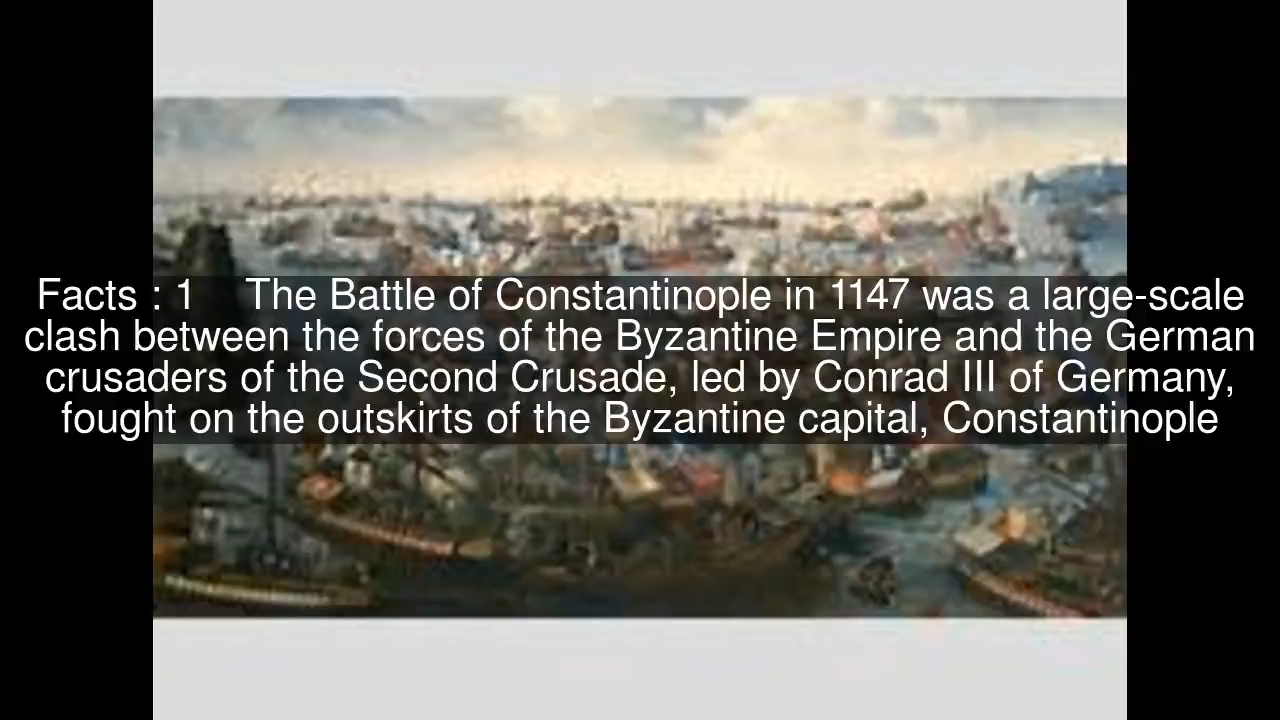 Facts : 1 The Battle of Constantinople in 1147 was a large-scale
clash between the forces of the Byzantine Empire and the German
crusaders of the Second Crusade, led by Conrad III of Germany,
fought on the outskirts of the Byzantine capital, Constantinople